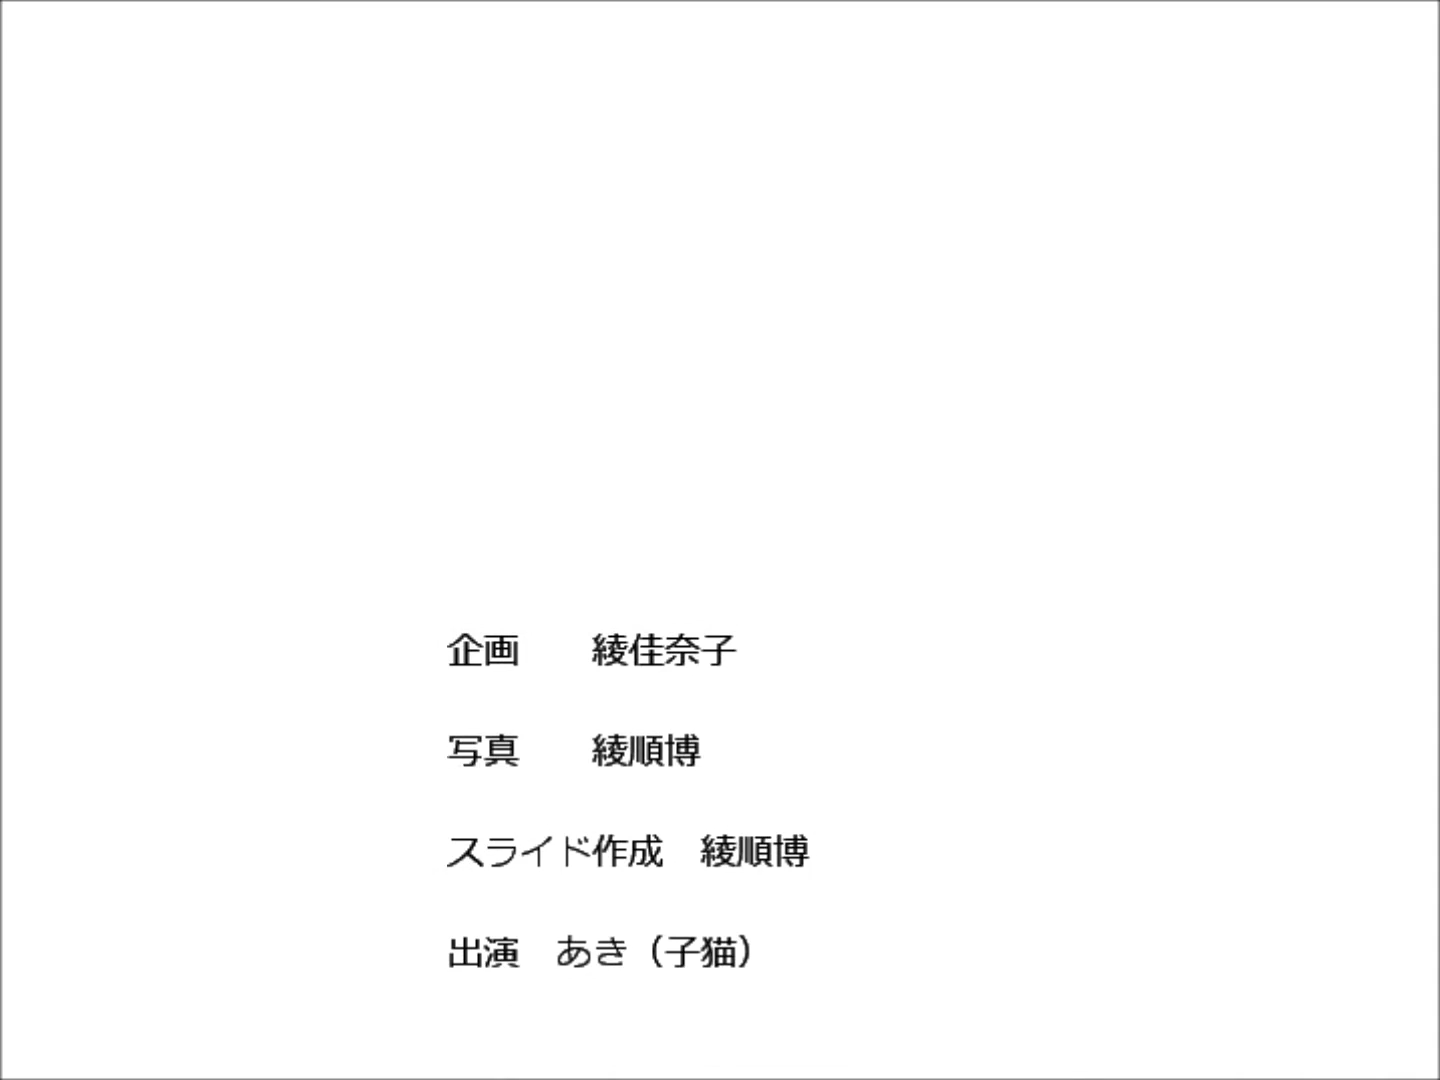 企画　　綾佳奈子
写真　　綾順博
スライド作成　綾順博
出演　あき（子猫）